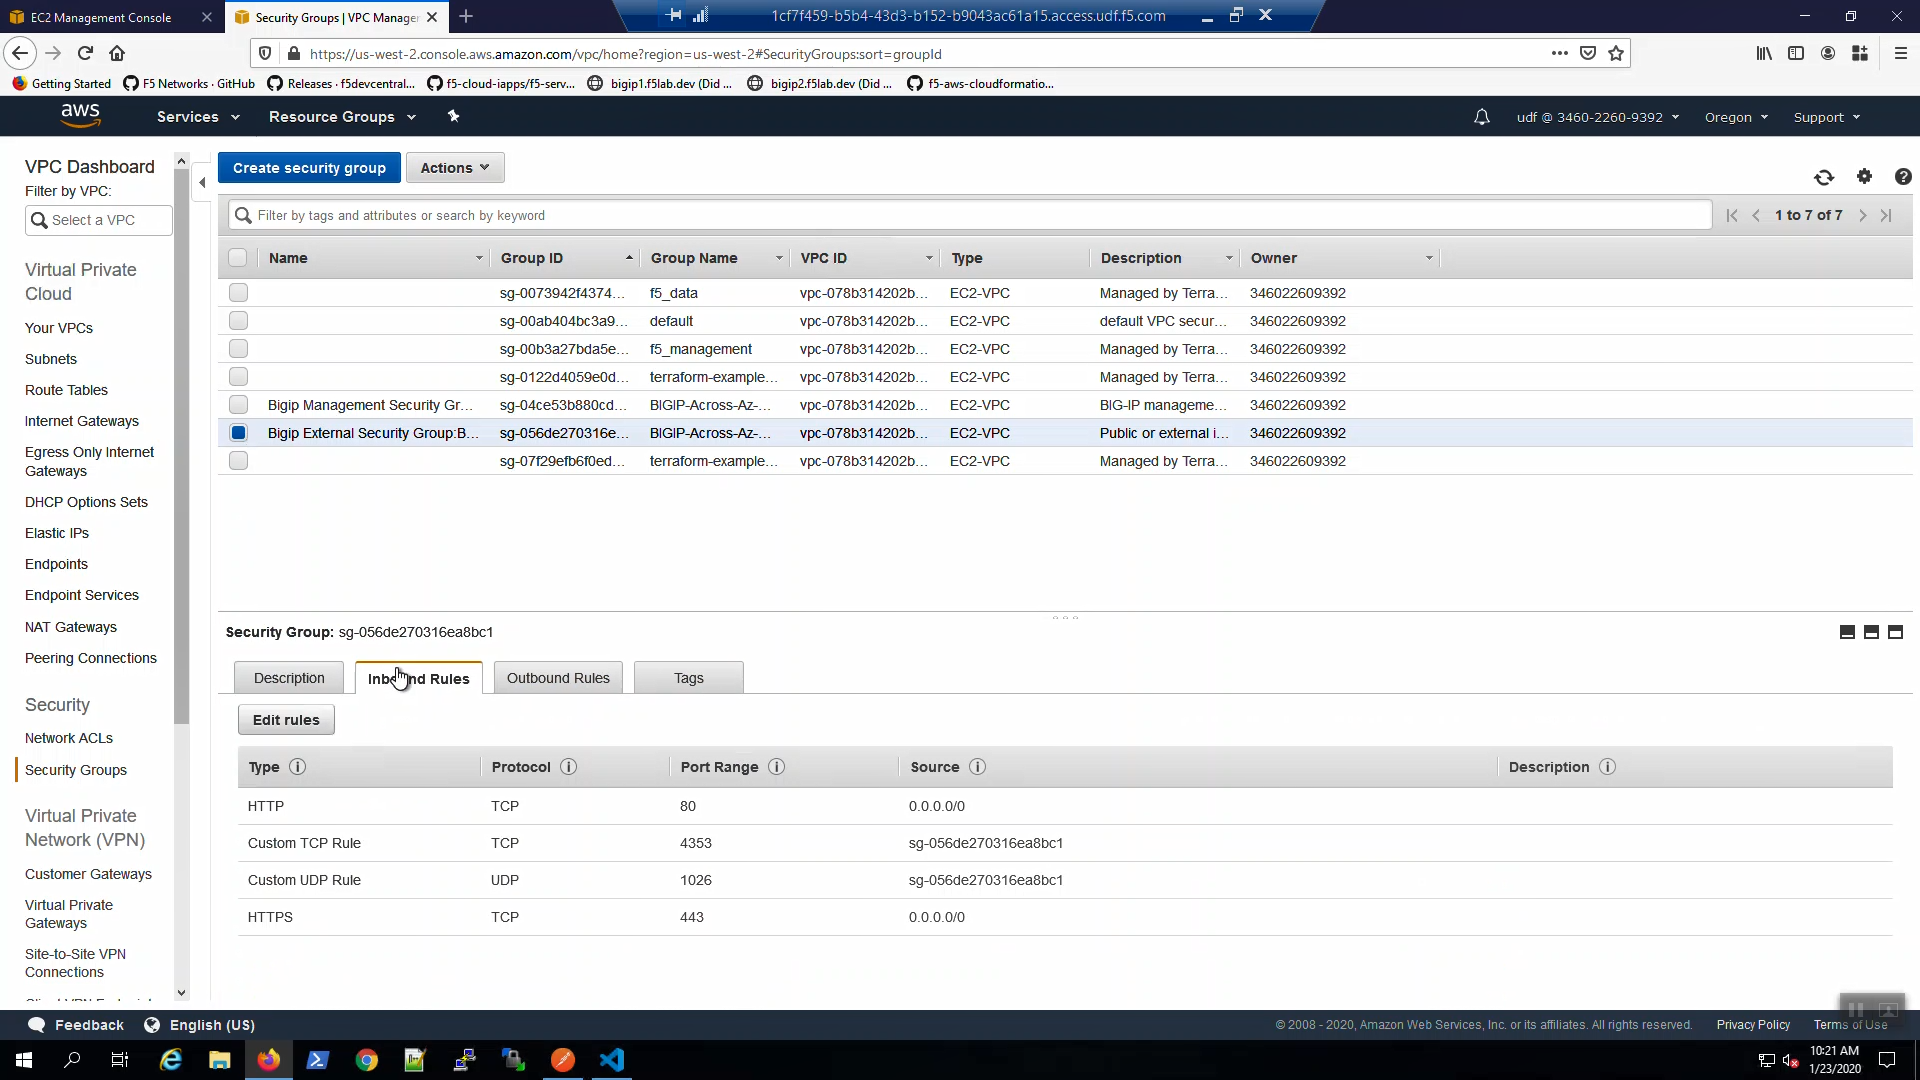 EC2 Management Console
Security Groups | VPC Manager
1cf7f459-b5b4-43d3-b152-b9043ac61a15.access.udf.f5.com
https://us-west-2.console.aws.amazon.com/vpc/home?region=us-west-2#SecurityGroups:sort=groupId
Getting Started
F5 Networks · GitHub
Releases · f5devcentral...
f5-cloud-iapps/f5-serv...
bigip1.f5lab.dev (Did ...
bigip2.f5lab.dev (Did ...
f5-aws-cloudformatio...
aws
Services
Resource Groups
udf @ 3460-2260-9392
Oregon
Support
VPC Dashboard
Filter by VPC:
Select a VPC
Virtual Private
Cloud
Your VPCs
Subnets
Route Tables
Internet Gateways
Egress Only Internet
Gateways
DHCP Options Sets
Elastic IPs
Endpoints
Endpoint Services
NAT Gateways
Peering Connections
Security
Network ACLs
Security Groups
Virtual Private
Network (VPN)
Customer Gateways
Virtual Private
Gateways
Site-to-Site VPN
Connections
Create security group
Actions
Filter by tags and attributes or search by keyword
1 to 7 of 7
Name Group ID Group Name VPC ID Type Description Owner
sg-0073942f4374... f5_data vpc-078b314202b... EC2-VPC Managed by Terra... 346022609392
sg-00ab404bc3a9... default vpc-078b314202b... EC2-VPC default VPC secur... 346022609392
sg-00b3a27bda5e... f5_management vpc-078b314202b... EC2-VPC Managed by Terra... 346022609392
sg-0122d4059e0d... terraform-example... vpc-078b314202b... EC2-VPC Managed by Terra... 346022609392
Bigip Management Security Gr... sg-04ce53b880cd... BIGIP-Across-Az-... vpc-078b314202b... EC2-VPC BIG-IP manageme... 346022609392
Bigip External Security Group:B... sg-056de270316e... BIGIP-Across-Az-... vpc-078b314202b... EC2-VPC Public or external i... 346022609392
sg-07f29efb6f0ed... terraform-example... vpc-078b314202b... EC2-VPC Managed by Terra... 346022609392
Security Group: sg-056de270316ea8bc1
Description
Inbound Rules
Outbound Rules
Tags
Edit rules
Type Protocol Port Range Source Description
HTTP TCP 80 0.0.0.0/0
Custom TCP Rule TCP 4353 sg-056de270316ea8bc1
Custom UDP Rule UDP 1026 sg-056de270316ea8bc1
HTTPS TCP 443 0.0.0.0/0
Feedback
English (US)
© 2008 - 2020, Amazon Web Services, Inc. or its affiliates. All rights reserved.
Privacy Policy
Terms of Use
10:21 AM
1/23/2020